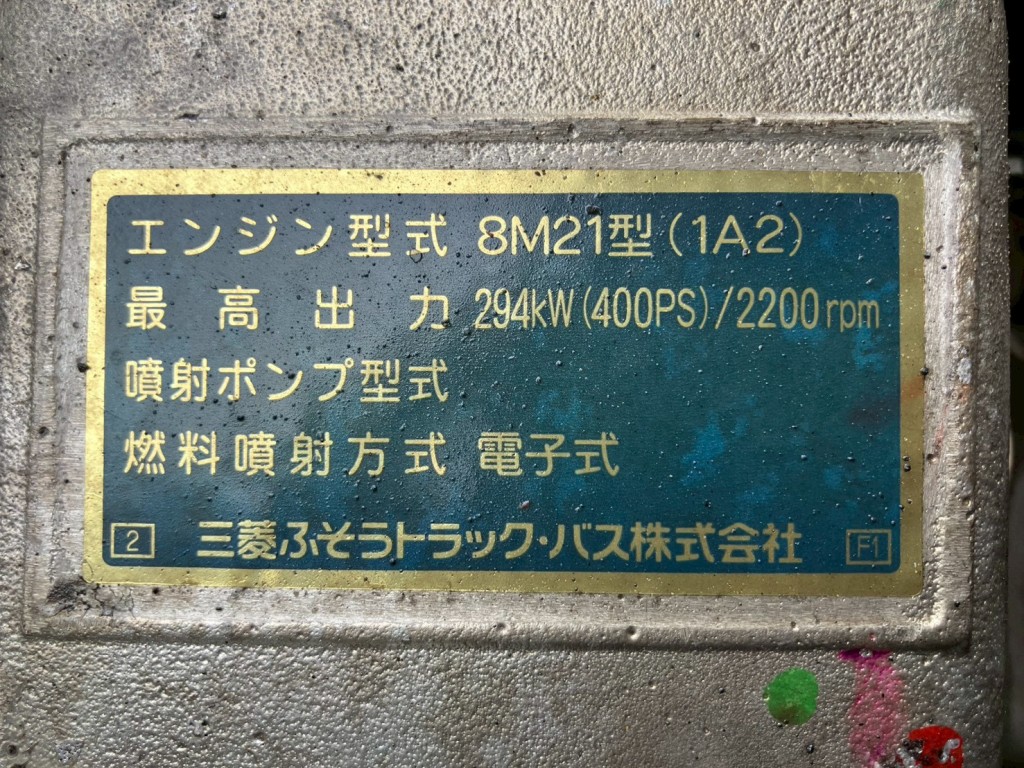 エンジン型式 8M21型(1A2)
最高出力 294kW(400PS)/2200rpm
噴射ポンプ型式
燃料噴射方式 電子式
2 三菱ふそうトラック・バス株式会社 F1